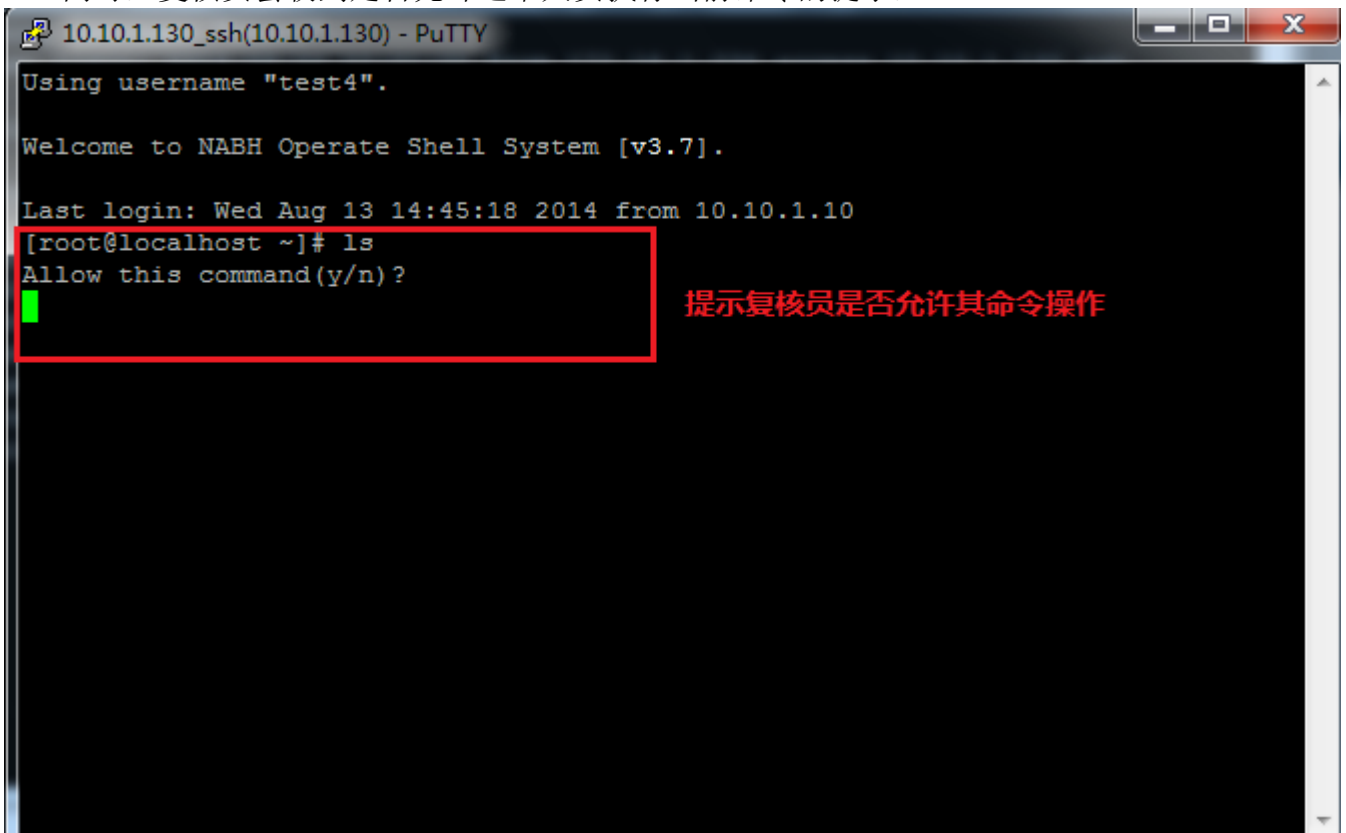 10.10.1.130_ssh(10.10.1.130) - PuTTY
Using username "test4".
Welcome to NABH Operate Shell System [v3.7].
Last login: Wed Aug 13 14:45:18 2014 from 10.10.1.10
[root@localhost ~]# ls
Allow this command(y/n)?
提示复核员是否允许其命令操作